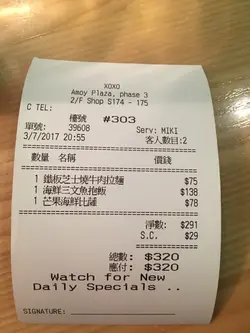 XOXO
Amoy Plaza, phase 3
2/F Shop S174 - 175
C TEL:
檯號 #303
單號: 39608 Serv: MIKI
3/7/2017 20:55 客人數目:2
數量 名稱 價錢
1 鐵板芝士燒牛肉拉麵 $75
1 海鮮三文魚抱飯 $138
1 芒果海鮮比薩 $78
淨數: $291
S.C. $29
總數: $320
應付: $320
Watch for New
Daily Specials ..
SIGNATURE: